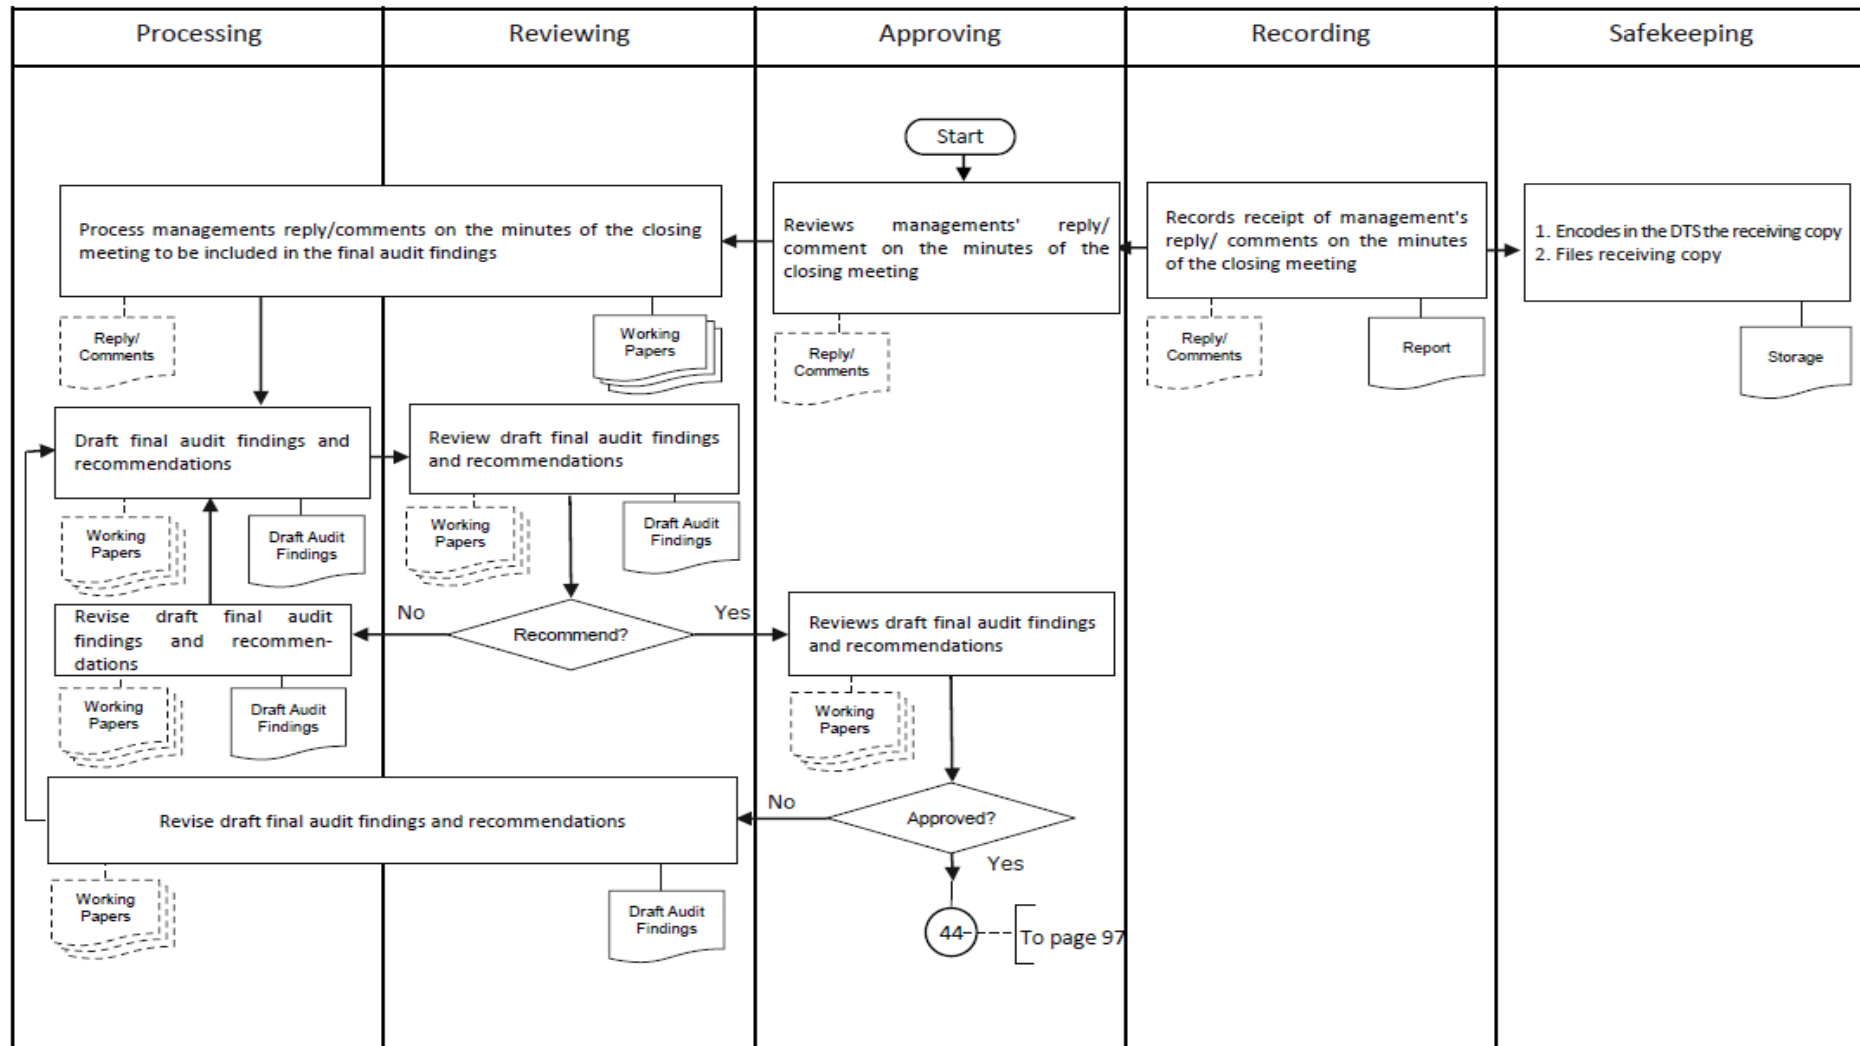 Processing
Reviewing
Approving
Recording
Safekeeping
Start
Process managements reply/comments on the minutes of the closing
meeting to be included in the final audit findings
Reviews managements' reply/
comment on the minutes of the
closing meeting
Records receipt of management's
reply/ comments on the minutes
of the closing meeting
1. Encodes in the DTS the receiving copy
2. Files receiving copy
Reply/
Comments
Working
Papers
Reply/
Comments
Reply/
Comments
Report
Storage
Draft final audit findings and
recommendations
Review draft final audit findings
and recommendations
Working
Papers
Draft Audit
Findings
Working
Papers
Draft Audit
Findings
Revise draft final audit
findings and recommen-
dations
No
Recommend?
Yes
Reviews draft final audit findings
and recommendations
Working
Papers
Draft Audit
Findings
Working
Papers
Revise draft final audit findings and recommendations
No
Approved?
Yes
Working
Papers
Draft Audit
Findings
44
To page 97